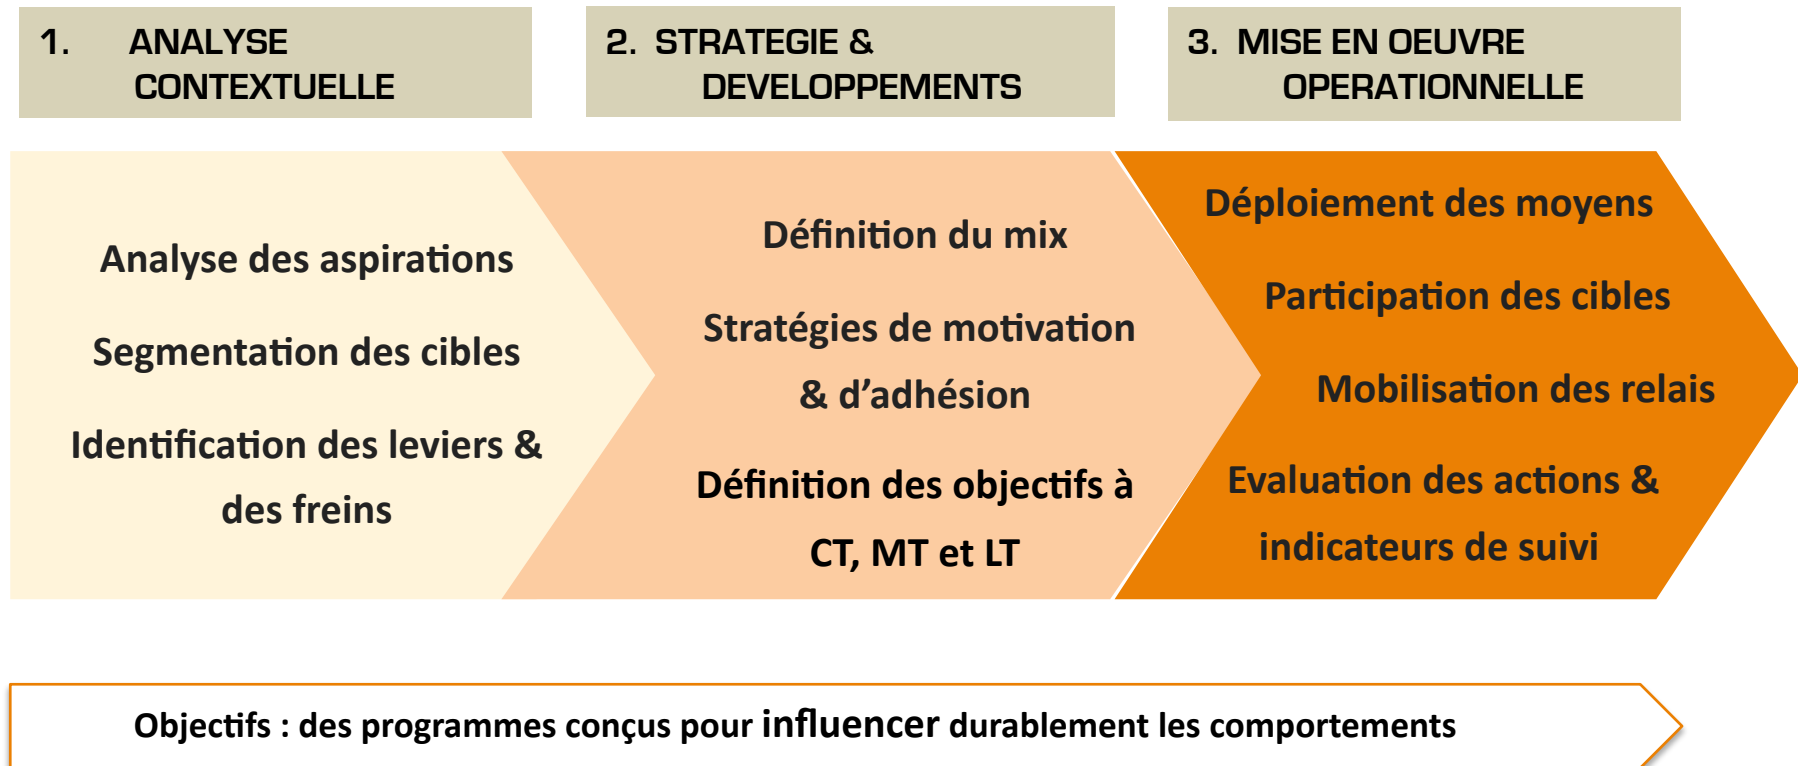 1. ANALYSE
CONTEXTUELLE
2. STRATEGIE &
DEVELOPPEMENTS
3. MISE EN OEUVRE
OPERATIONNELLE
Analyse des aspirations
Segmentation des cibles
Identification des leviers &
des freins
Définition du mix
Stratégies de motivation
& d’adhésion
Définition des objectifs à
CT, MT et LT
Déploiement des moyens
Participation des cibles
Mobilisation des relais
Evaluation des actions &
indicateurs de suivi
Objectifs : des programmes conçus pour influencer durablement les comportements